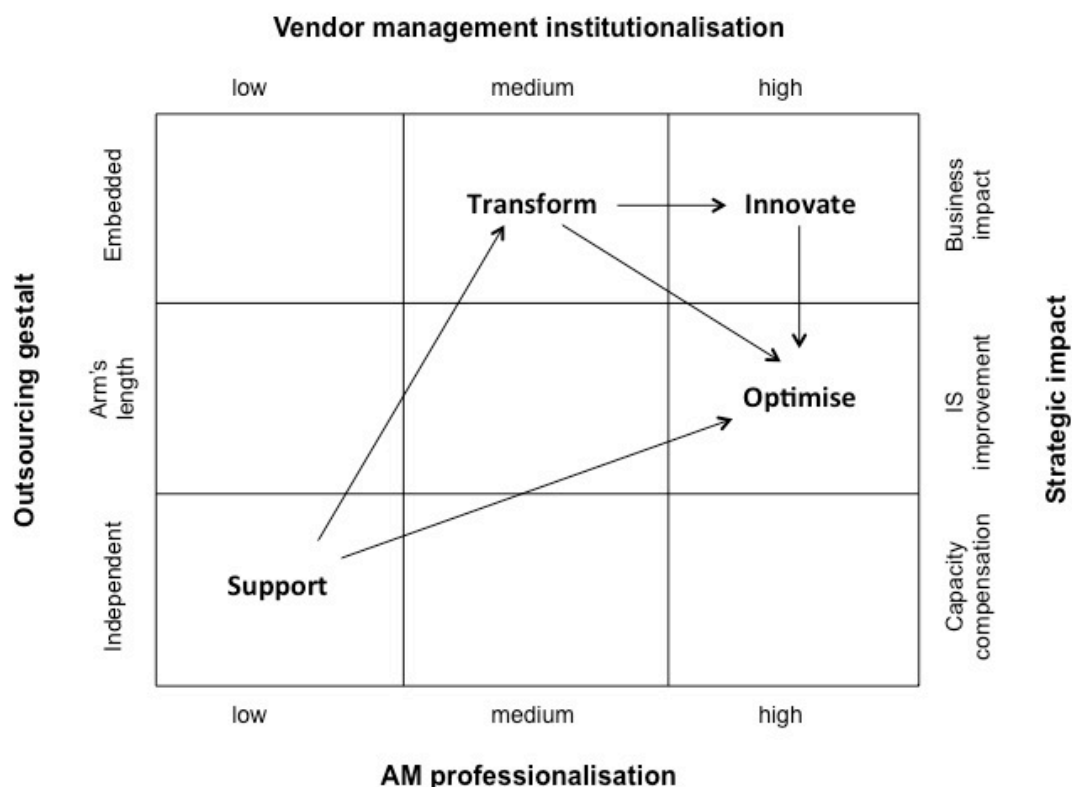 Vendor management institutionalisation
low medium high
Outsourcing gestalt
Embedded
Transform
Innovate
Business
impact
Arm's
length
Optimise
IS
improvement
Strategic impact
Independent
Support
Capacity
compensation
low medium high
AM professionalisation